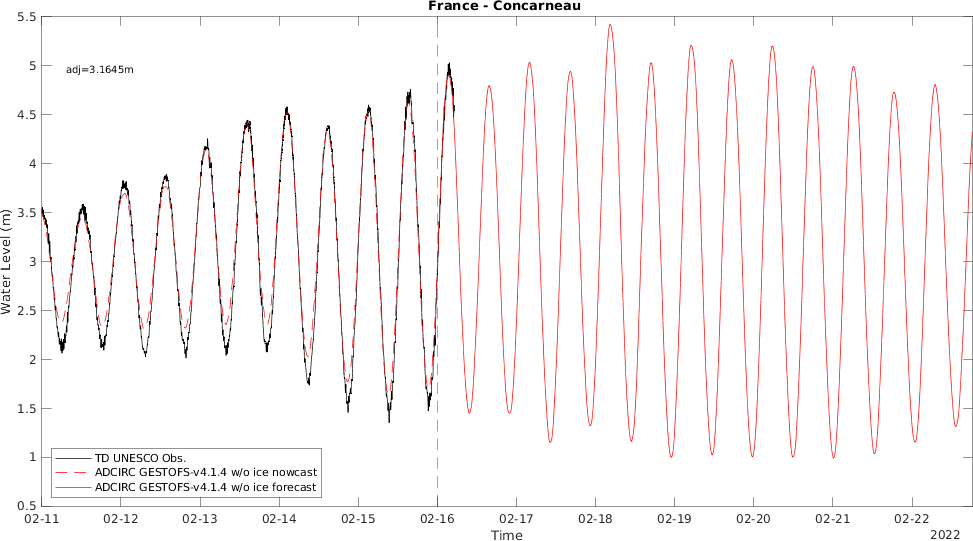 France - Concarneau
5.5
5
4.5
4
3.5
3
2.5
2
1.5
1
0.5
Water Level (m)
adj=3.1645m
TD UNESCO Obs.
ADCIRC GESTOFS-v4.1.4 w/o ice nowcast
ADCIRC GESTOFS-v4.1.4 w/o ice forecast
02-11 02-12 02-13 02-14 02-15 02-16 02-17 02-18 02-19 02-20 02-21 02-22
Time
2022